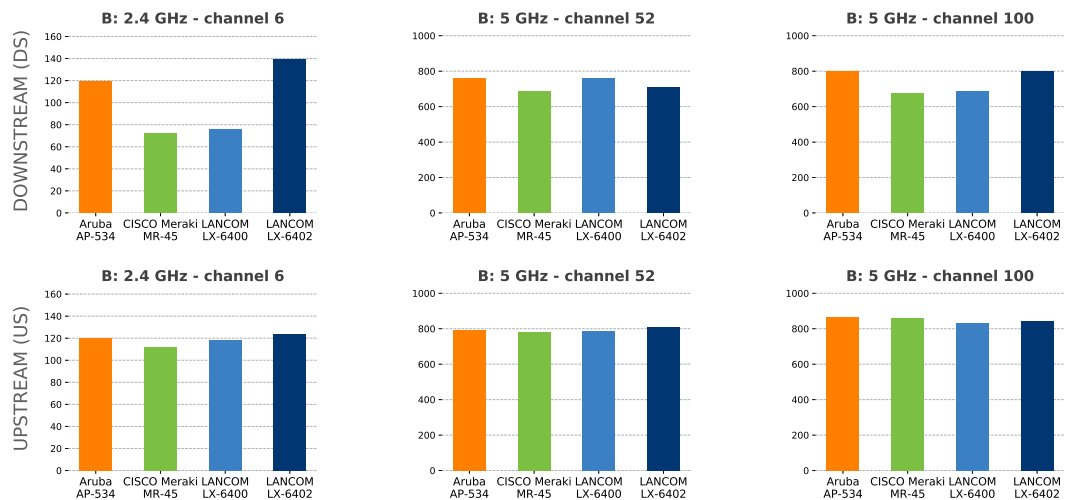 B: 2.4 GHz - channel 6
B: 5 GHz - channel 52
B: 5 GHz - channel 100
DOWNSTREAM (DS)
160
140
120
100
80
60
40
20
0
Aruba AP-534
CISCO Meraki MR-45
LANCOM LX-6400
LANCOM LX-6402
1000
800
600
400
200
0
Aruba AP-534
CISCO Meraki MR-45
LANCOM LX-6400
LANCOM LX-6402
1000
800
600
400
200
0
Aruba AP-534
CISCO Meraki MR-45
LANCOM LX-6400
LANCOM LX-6402
B: 2.4 GHz - channel 6
B: 5 GHz - channel 52
B: 5 GHz - channel 100
UPSTREAM (US)
160
140
120
100
80
60
40
20
0
Aruba AP-534
CISCO Meraki MR-45
LANCOM LX-6400
LANCOM LX-6402
1000
800
600
400
200
0
Aruba AP-534
CISCO Meraki MR-45
LANCOM LX-6400
LANCOM LX-6402
1000
800
600
400
200
0
Aruba AP-534
CISCO Meraki MR-45
LANCOM LX-6400
LANCOM LX-6402